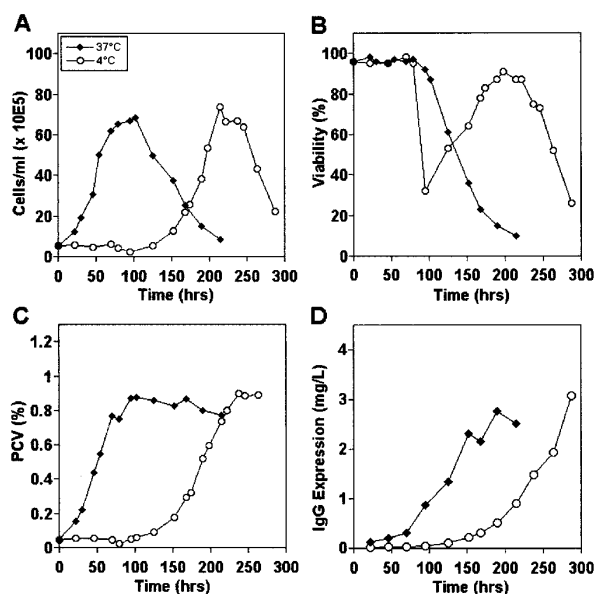 A
B
37°C
4°C
100
80
60
40
20
0
Cells/ml (x 10E5)
0 50 100 150 200 250 300
Time (hrs)
100
80
60
40
20
0
Viability (%)
0 50 100 150 200 250 300
Time (hrs)
C
D
1.2
1
0.8
0.6
0.4
0.2
0
PCV (%)
0 50 100 150 200 250 300
Time (hrs)
4
3
2
1
0
IgG Expression (mg/L)
0 50 100 150 200 250 300
Time (hrs)